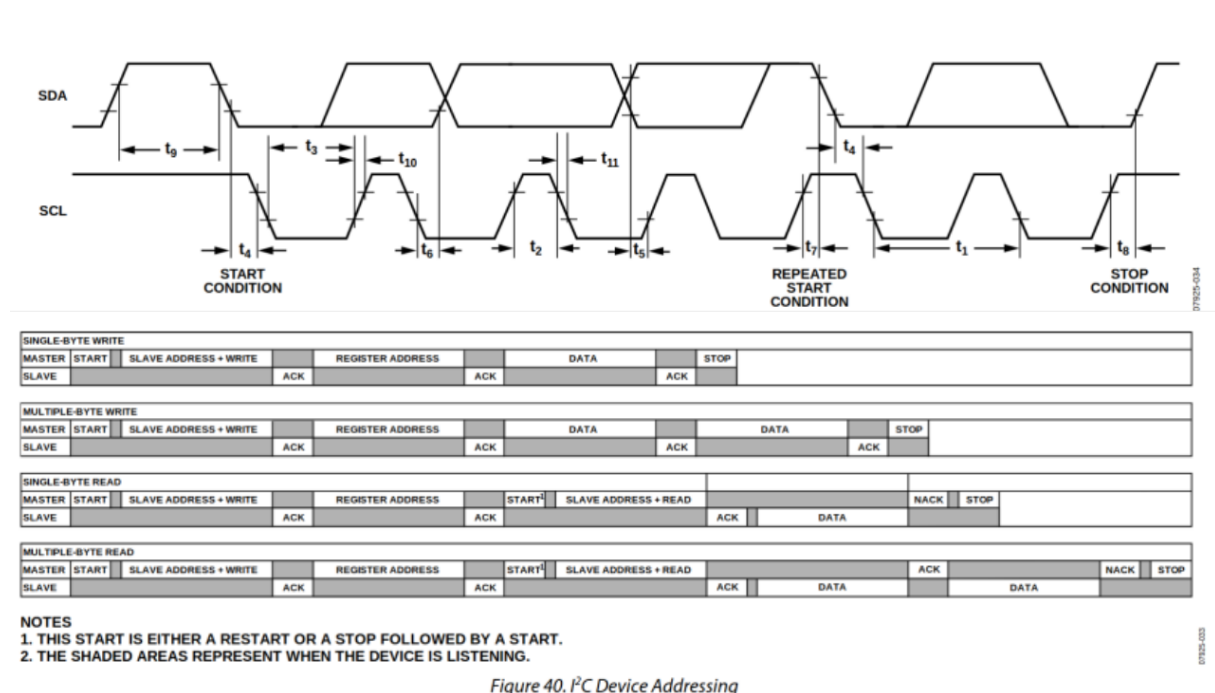 SDA
t9
t3
t10
t11
t4
SCL
t4
t6
t2
t5
t7
t1
t8
START
CONDITION
REPEATED
START
CONDITION
STOP
CONDITION
07925-034
SINGLE-BYTE WRITE
MASTER START SLAVE ADDRESS + WRITE REGISTER ADDRESS DATA STOP
SLAVE ACK ACK ACK
MULTIPLE-BYTE WRITE
MASTER START SLAVE ADDRESS + WRITE REGISTER ADDRESS DATA DATA STOP
SLAVE ACK ACK ACK ACK
SINGLE-BYTE READ
MASTER START SLAVE ADDRESS + WRITE REGISTER ADDRESS START1 SLAVE ADDRESS + READ NACK STOP
SLAVE ACK ACK ACK DATA
MULTIPLE-BYTE READ
MASTER START SLAVE ADDRESS + WRITE REGISTER ADDRESS START1 SLAVE ADDRESS + READ ACK NACK STOP
SLAVE ACK ACK ACK DATA DATA
NOTES
1. THIS START IS EITHER A RESTART OR A STOP FOLLOWED BY A START.
2. THE SHADED AREAS REPRESENT WHEN THE DEVICE IS LISTENING.
07925-033
Figure 40. I²C Device Addressing